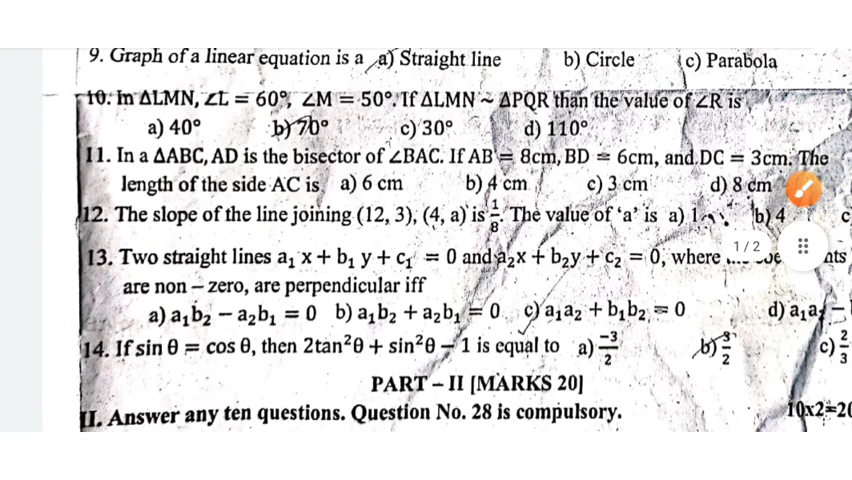 9. Graph of a linear equation is a a) Straight line b) Circle c) Parabola
10. In ΔLMN, ∠L = 60°, ∠M = 50°. If ΔLMN ~ ΔPQR than the value of ∠R is
a) 40° b) 70° c) 30° d) 110°
11. In a ΔABC, AD is the bisector of ∠BAC. If AB = 8cm, BD = 6cm, and DC = 3cm. The
length of the side AC is a) 6 cm b) 4 cm c) 3 cm d) 8 cm
12. The slope of the line joining (12, 3), (4, a) is 1/8. The value of 'a' is a) 1 b) 4 c
1 / 2
13. Two straight lines a₁ x + b₁ y + c₁ = 0 and a₂x + b₂y + c₂ = 0, where
are non – zero, are perpendicular iff
a) a₁b₂ − a₂b₁ = 0 b) a₁b₂ + a₂b₁ = 0 c) a₁a₂ + b₁b₂ = 0 d) a₁a
14. If sin θ = cos θ, then 2tan²θ + sin²θ − 1 is equal to a) −3/2 b) 3/2 c) 2/3
PART – II [MARKS 20]
II. Answer any ten questions. Question No. 28 is compulsory. 10x2=20